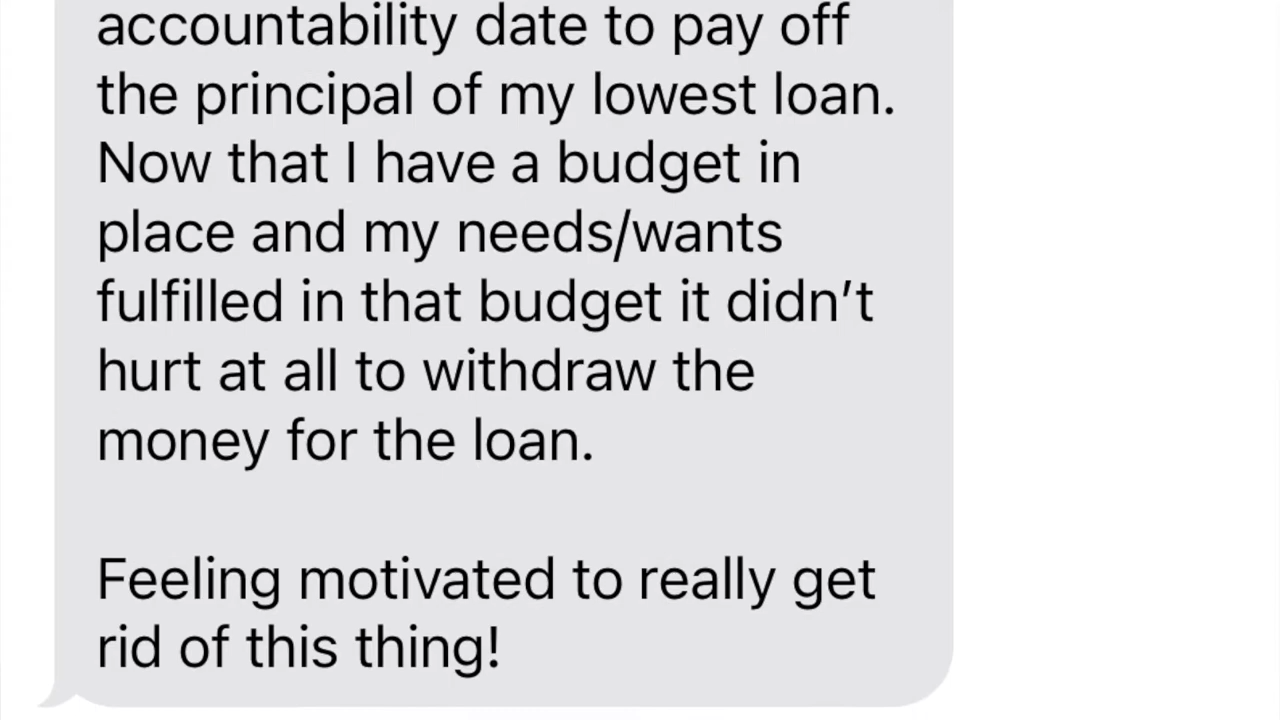 accountability date to pay off
the principal of my lowest loan.
Now that I have a budget in
place and my needs/wants
fulfilled in that budget it didn’t
hurt at all to withdraw the
money for the loan.
Feeling motivated to really get
rid of this thing!